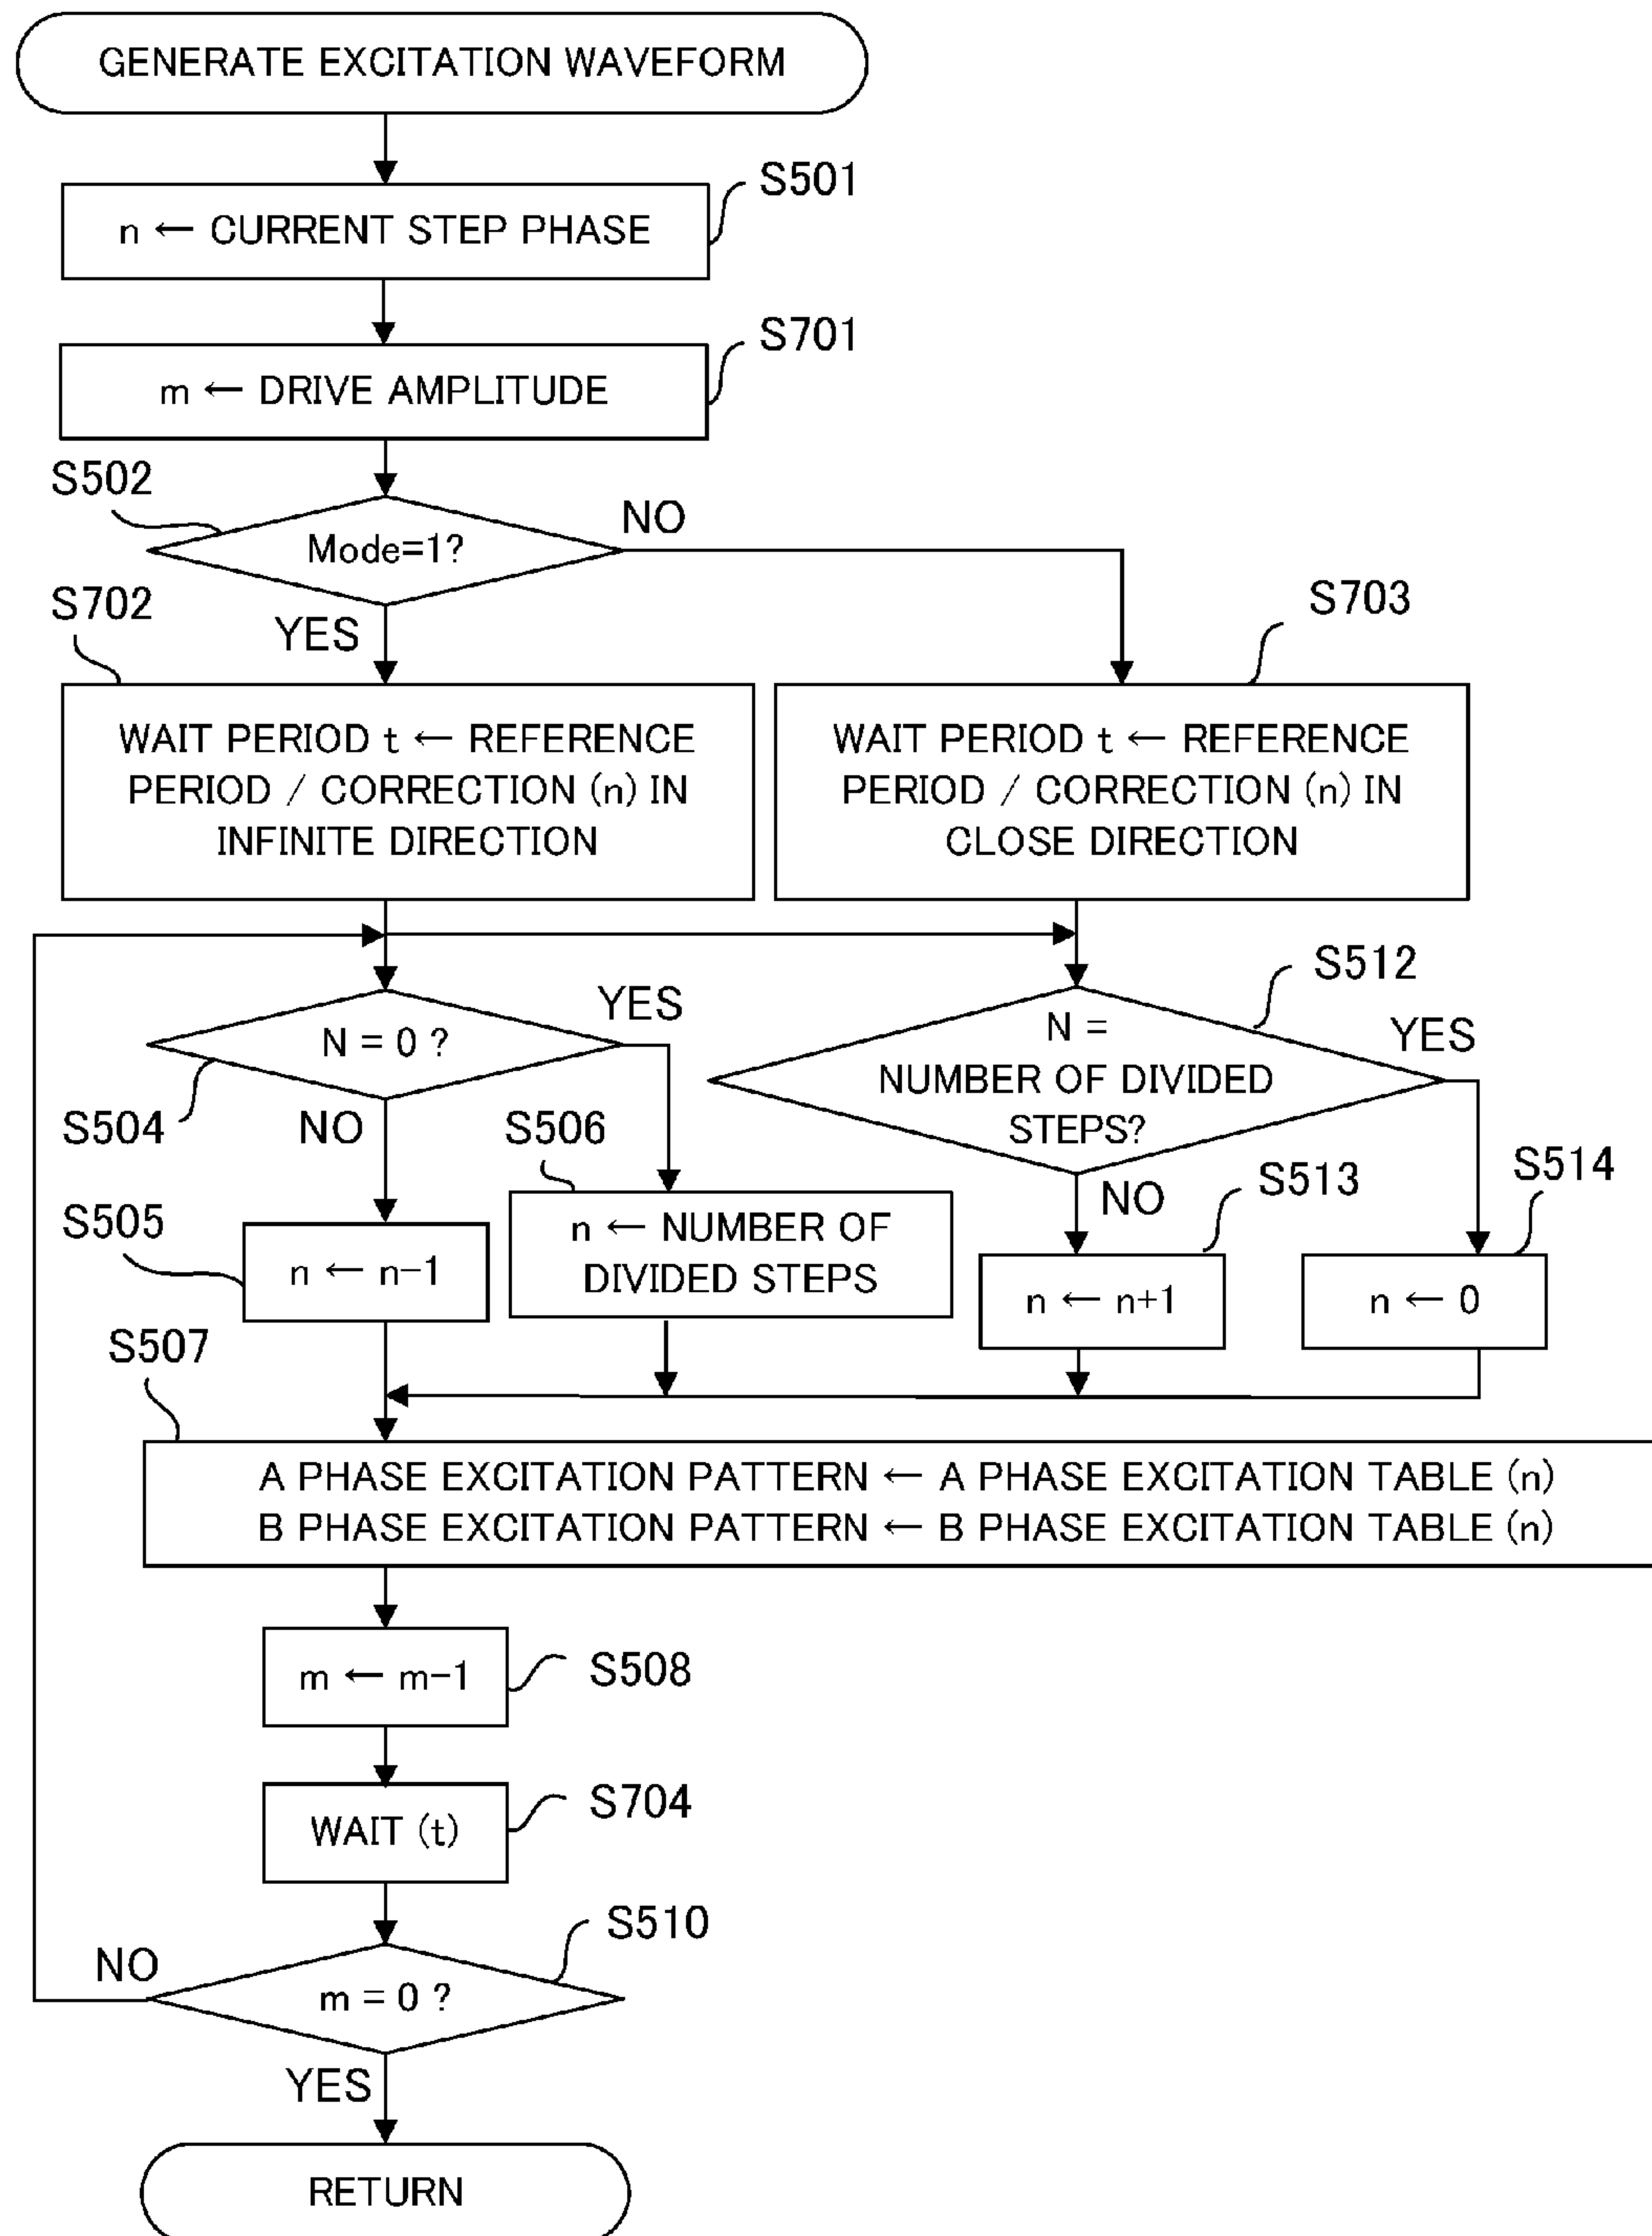 GENERATE EXCITATION WAVEFORM
S501
n ← CURRENT STEP PHASE
S701
m ← DRIVE AMPLITUDE
S502
Mode=1?
NO
YES
S702
WAIT PERIOD t ← REFERENCE
PERIOD / CORRECTION (n) IN
INFINITE DIRECTION
S703
WAIT PERIOD t ← REFERENCE
PERIOD / CORRECTION (n) IN
CLOSE DIRECTION
N = 0 ?
YES
S504
NO
S512
N =
NUMBER OF DIVIDED
STEPS?
YES
NO
S505
n ← n-1
S506
n ← NUMBER OF
DIVIDED STEPS
S513
n ← n+1
S514
n ← 0
S507
A PHASE EXCITATION PATTERN ← A PHASE EXCITATION TABLE (n)
B PHASE EXCITATION PATTERN ← B PHASE EXCITATION TABLE (n)
m ← m-1
S508
WAIT (t)
S704
S510
m = 0 ?
NO
YES
RETURN